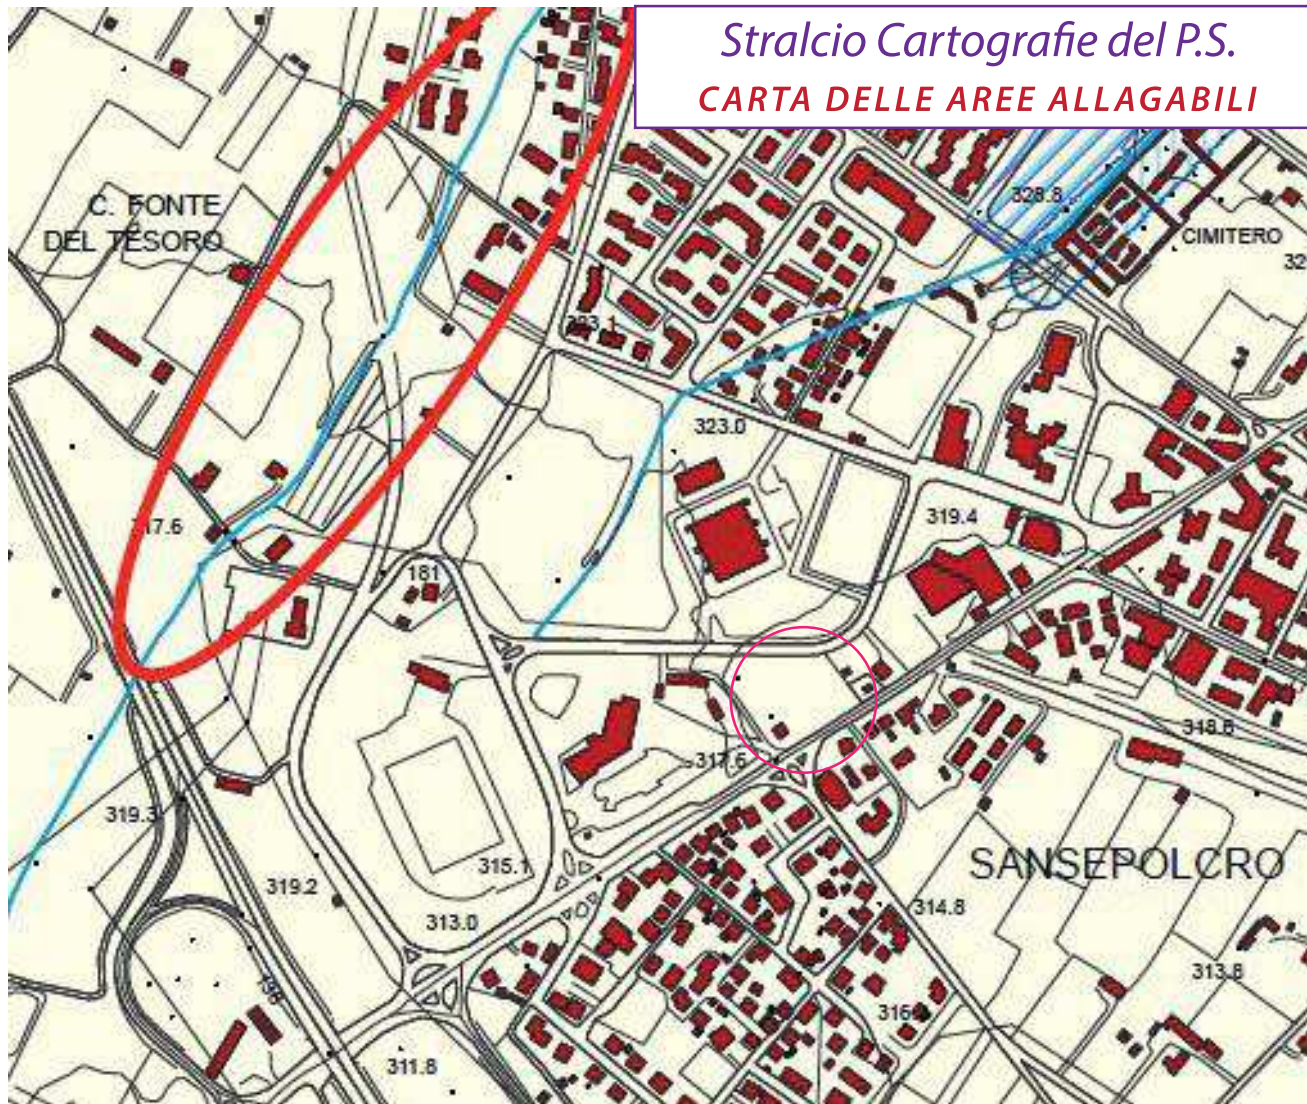 Stralcio Cartografie del P.S.
CARTA DELLE AREE ALLAGABILI
C. FONTE
DEL TESORO
328.8
CIMITERO
323.0
317.6
319.4
181
317.6
318.6
319.3
319.2
315.1
313.0
SANSEPOLCRO
314.8
313.8
311.8